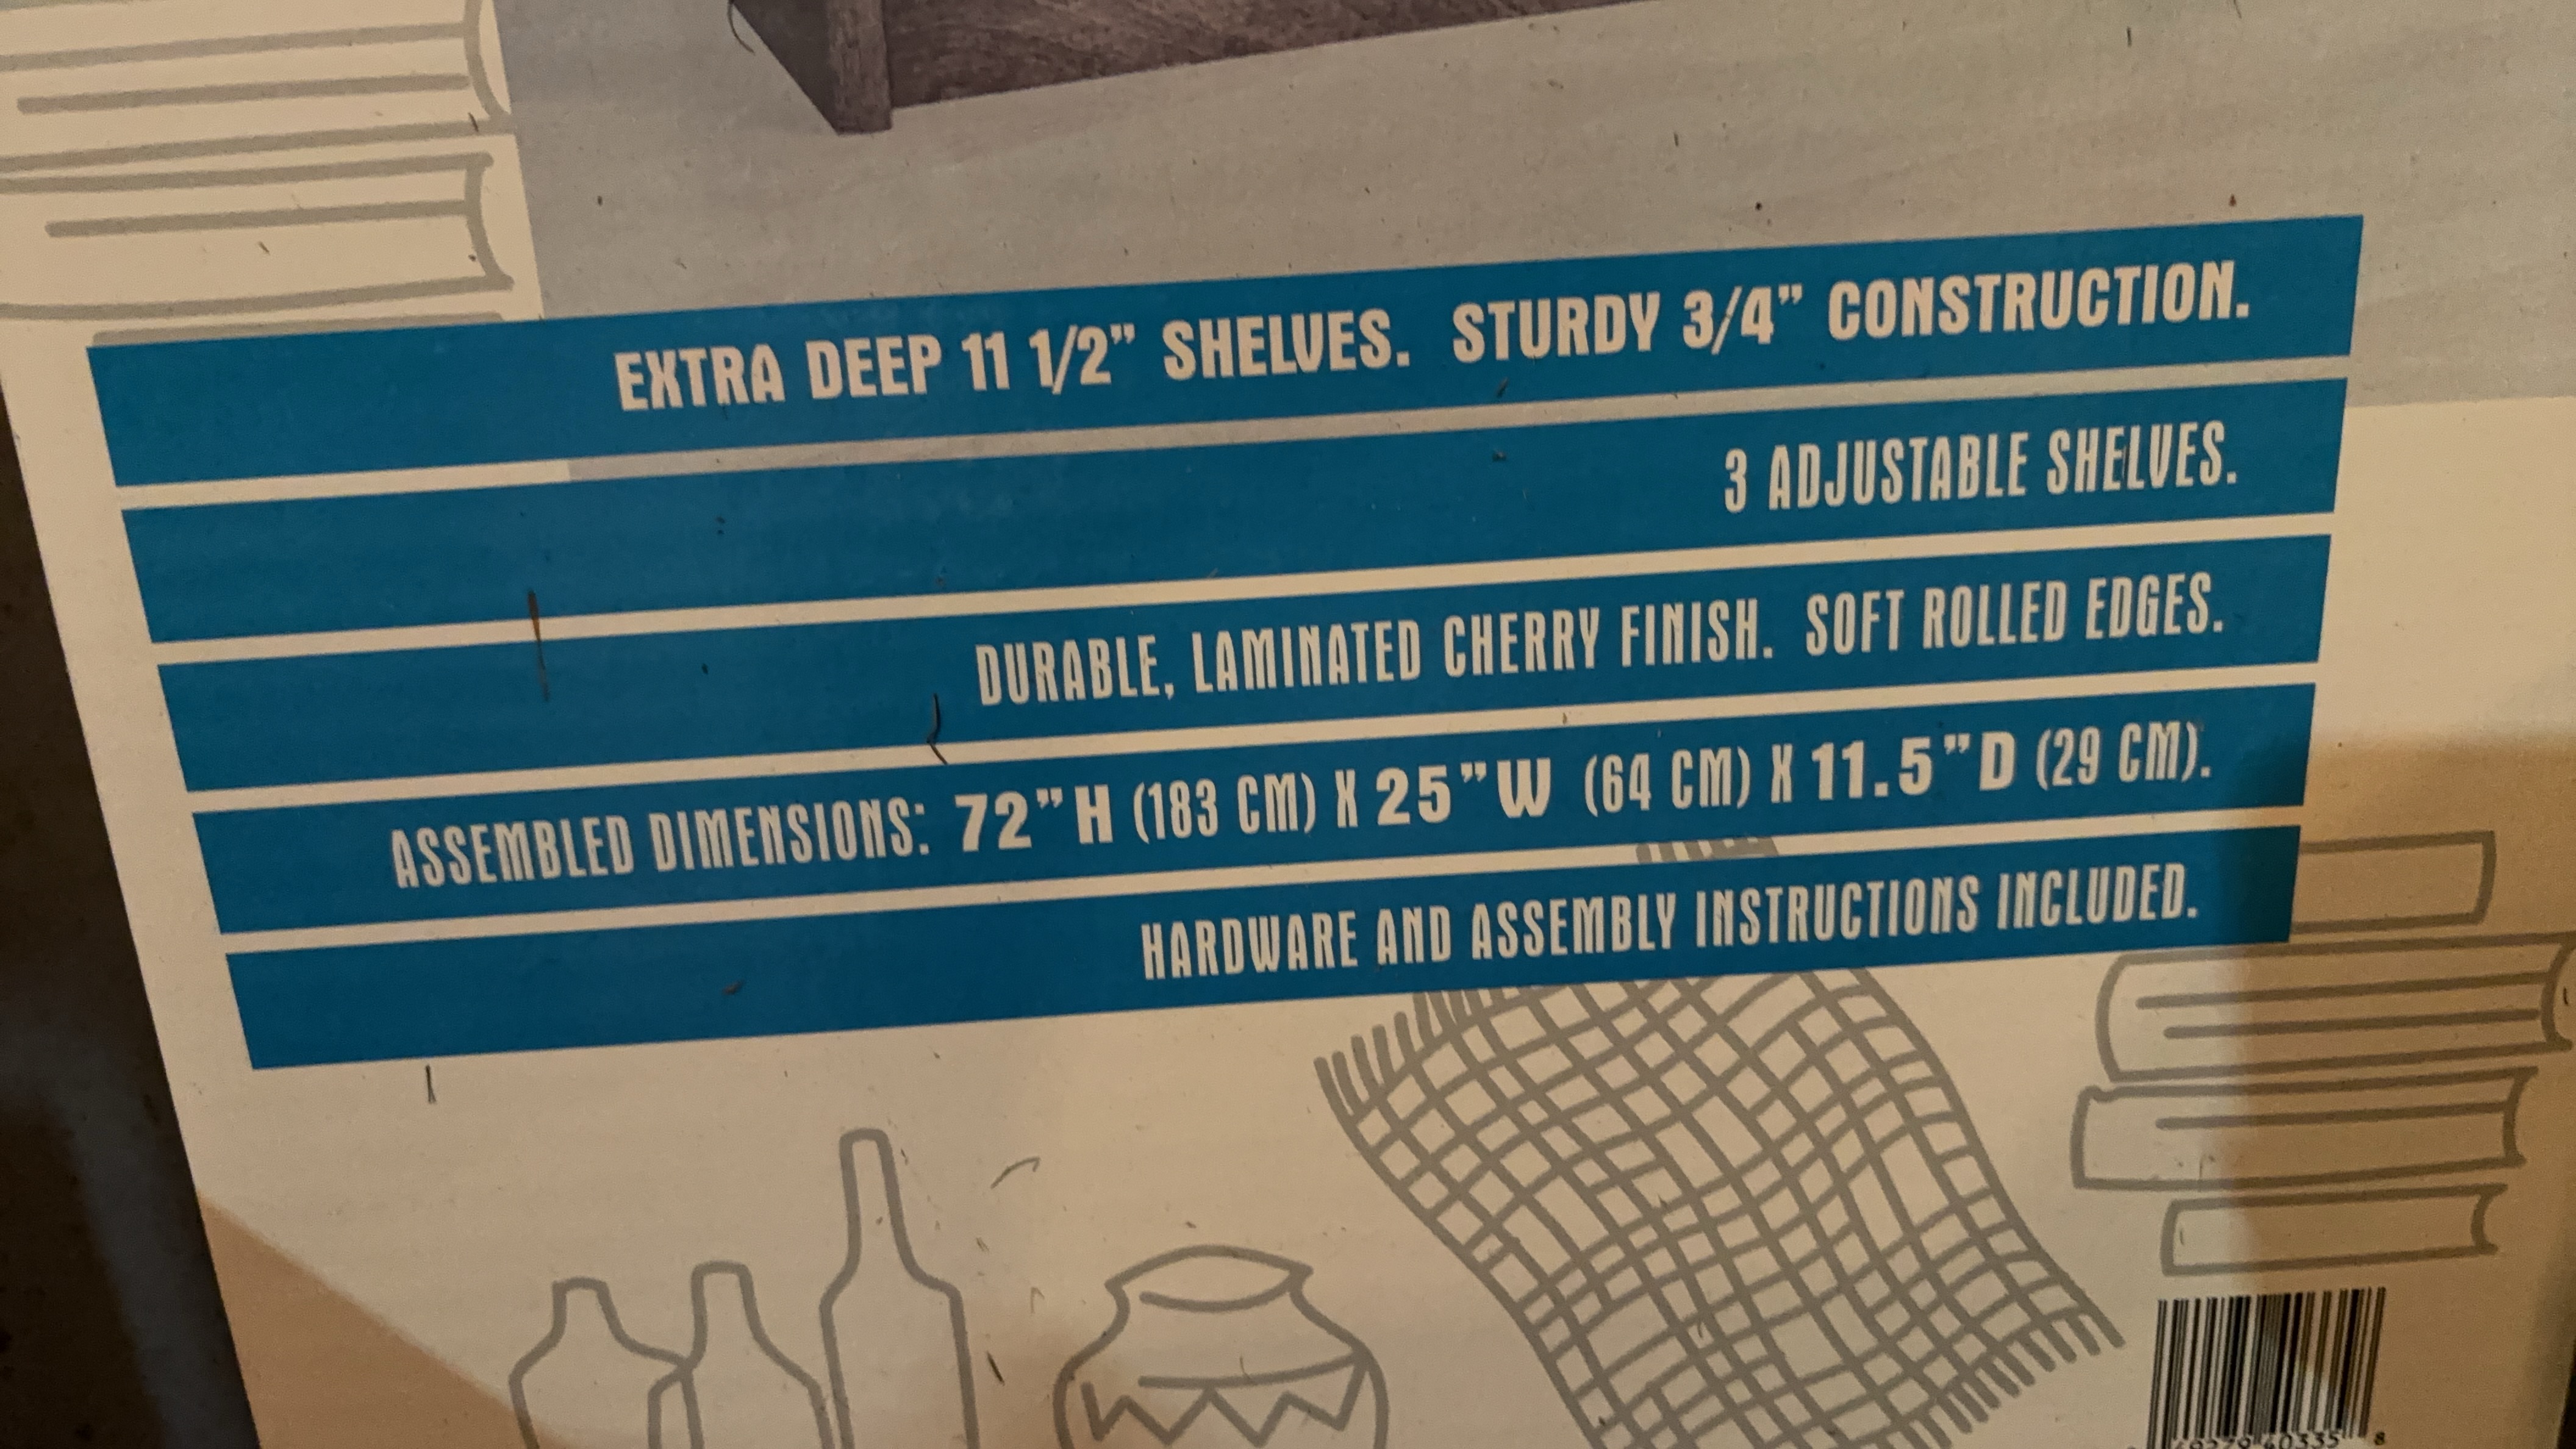 EXTRA DEEP 11 1/2" SHELVES. STURDY 3/4" CONSTRUCTION.
3 ADJUSTABLE SHELVES.
DURABLE, LAMINATED CHERRY FINISH. SOFT ROLLED EDGES.
ASSEMBLED DIMENSIONS: 72"H (183 CM) X 25"W (64 CM) X 11.5"D (29 CM).
HARDWARE AND ASSEMBLY INSTRUCTIONS INCLUDED.